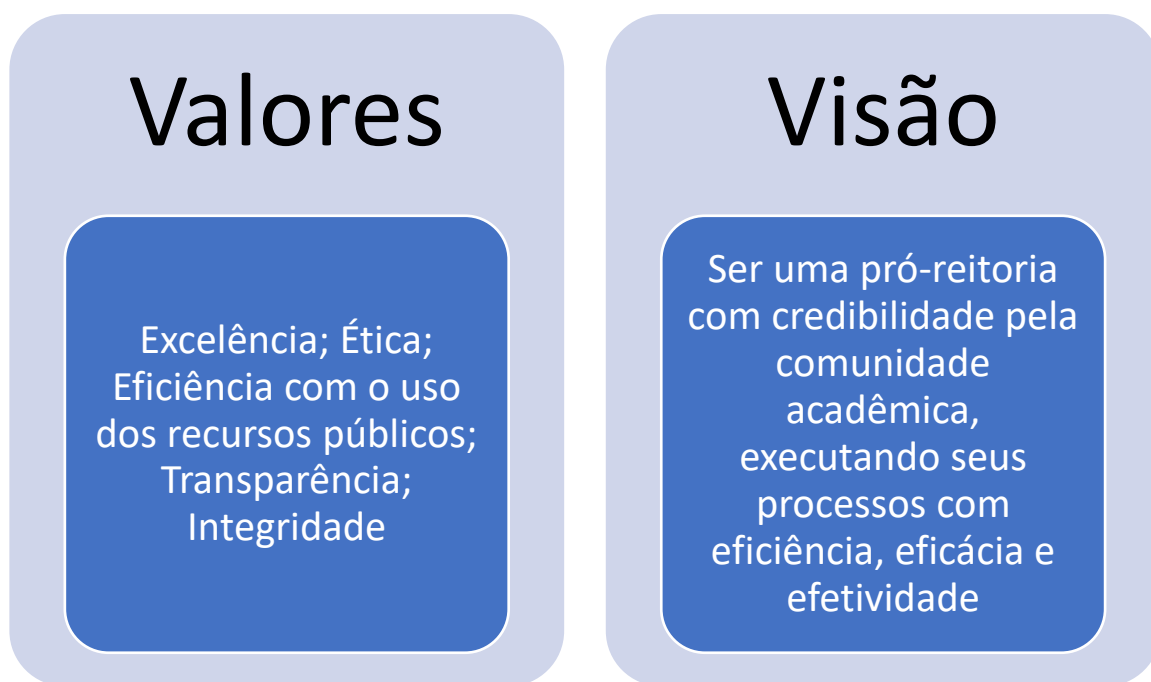 Valores
Excelência; Ética;
Eficiência com o uso
dos recursos públicos;
Transparência;
Integridade
Visão
Ser uma pró-reitoria
com credibilidade pela
comunidade
acadêmica,
executando seus
processos com
eficiência, eficácia e
efetividade